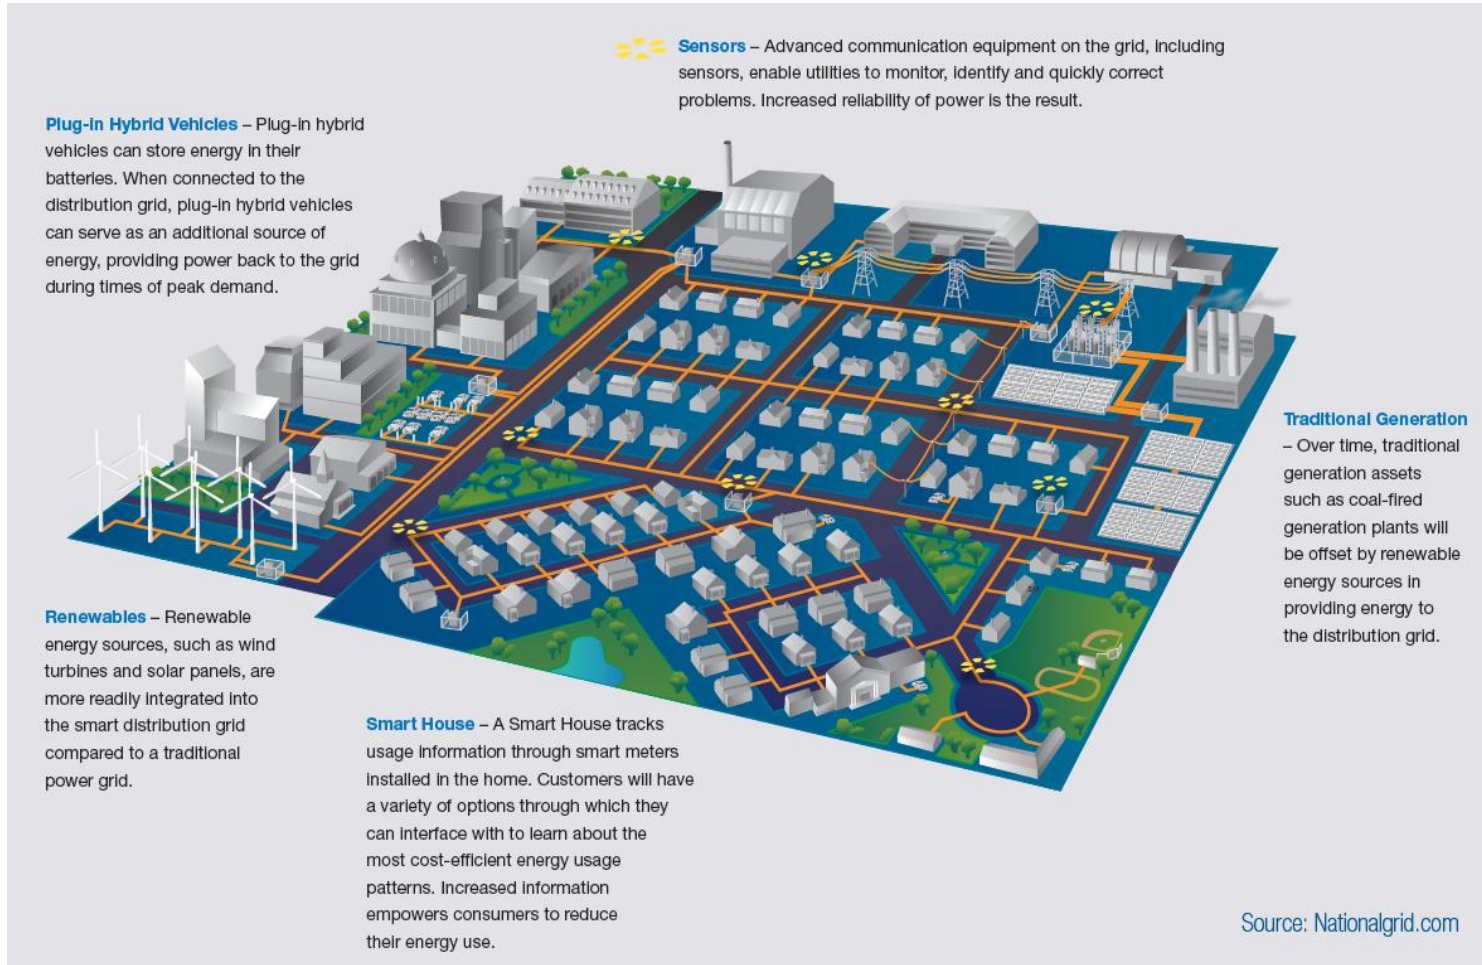 Sensors – Advanced communication equipment on the grid, including
sensors, enable utilities to monitor, identify and quickly correct
problems. Increased reliability of power is the result.
Plug-in Hybrid Vehicles – Plug-in hybrid
vehicles can store energy in their
batteries. When connected to the
distribution grid, plug-in hybrid vehicles
can serve as an additional source of
energy, providing power back to the grid
during times of peak demand.
Traditional Generation
– Over time, traditional
generation assets
such as coal-fired
generation plants will
be offset by renewable
energy sources in
providing energy to
the distribution grid.
Renewables – Renewable
energy sources, such as wind
turbines and solar panels, are
more readily integrated into
the smart distribution grid
compared to a traditional
power grid.
Smart House – A Smart House tracks
usage information through smart meters
installed in the home. Customers will have
a variety of options through which they
can interface with to learn about the
most cost-efficient energy usage
patterns. Increased information
empowers consumers to reduce
their energy use.
Source: Nationalgrid.com